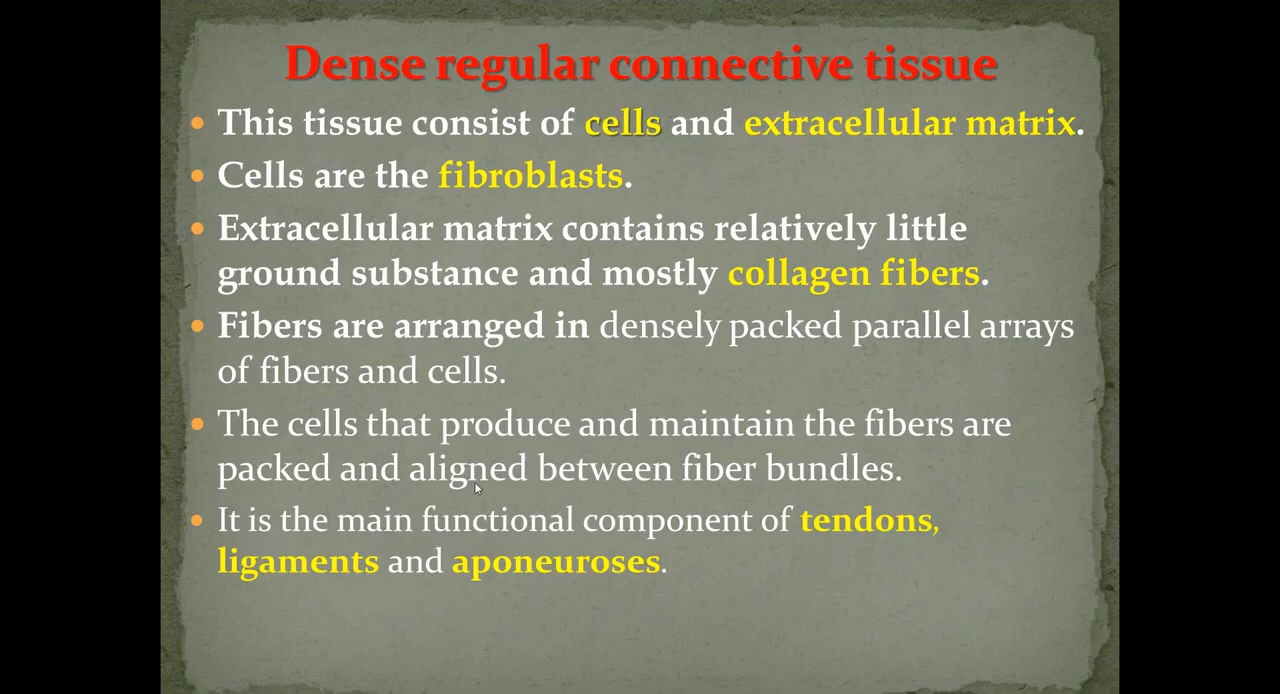 Dense regular connective tissue
• This tissue consist of cells and extracellular matrix.
• Cells are the fibroblasts.
• Extracellular matrix contains relatively little
ground substance and mostly collagen fibers.
• Fibers are arranged in densely packed parallel arrays
of fibers and cells.
• The cells that produce and maintain the fibers are
packed and aligned between fiber bundles.
• It is the main functional component of tendons,
ligaments and aponeuroses.